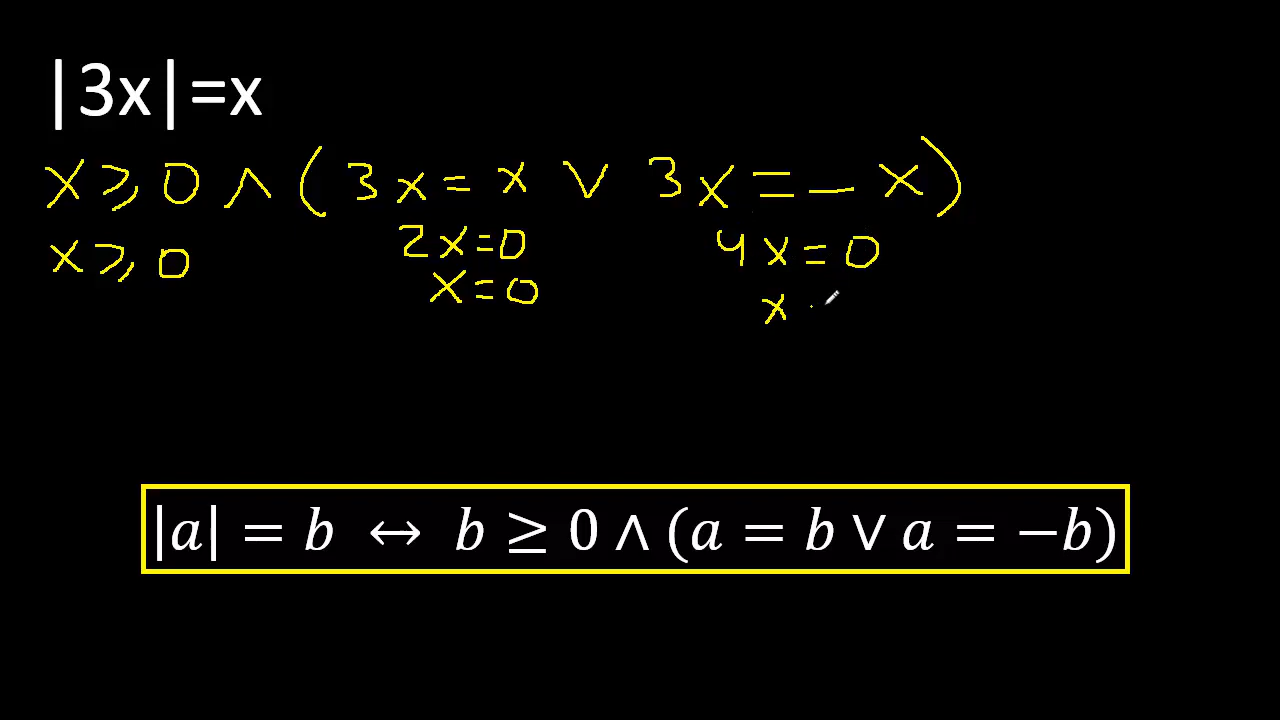 |3x|=x
x ≥ 0 ∧ (3x = x ∨ 3x = - x)
x ≥ 0 2x = 0 4x = 0
x = 0 x
|a| = b ↔ b ≥ 0 ∧ (a = b ∨ a = −b)